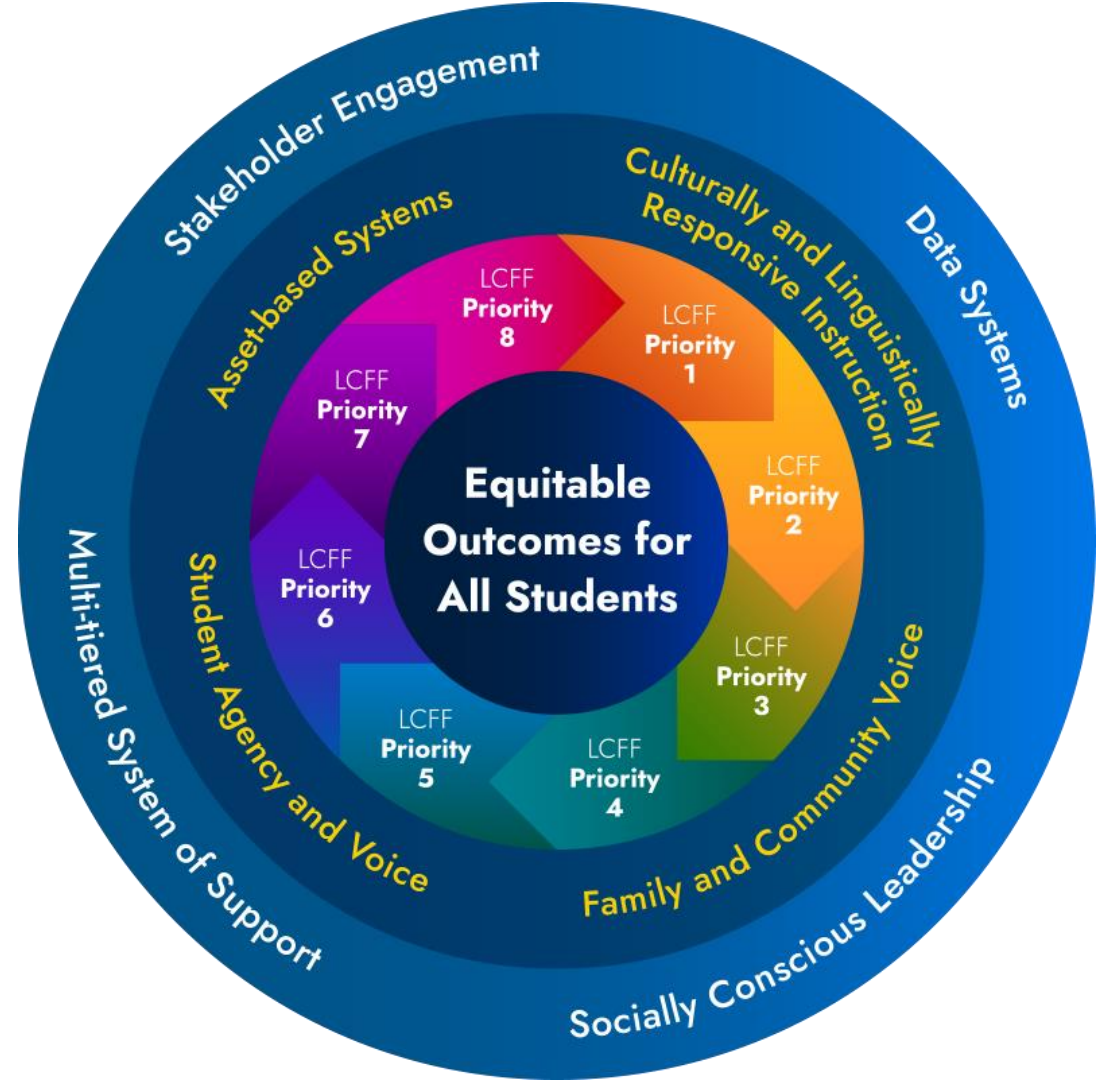 Stakeholder Engagement
Data Systems
Socially Conscious Leadership
Multi-tiered System of Support
Asset-based Systems
Culturally and Linguistically
Responsive Instruction
Family and Community Voice
Student Agency and Voice
LCFF
Priority
1
LCFF
Priority
2
LCFF
Priority
3
LCFF
Priority
4
LCFF
Priority
5
LCFF
Priority
6
LCFF
Priority
7
LCFF
Priority
8
Equitable
Outcomes for
All Students